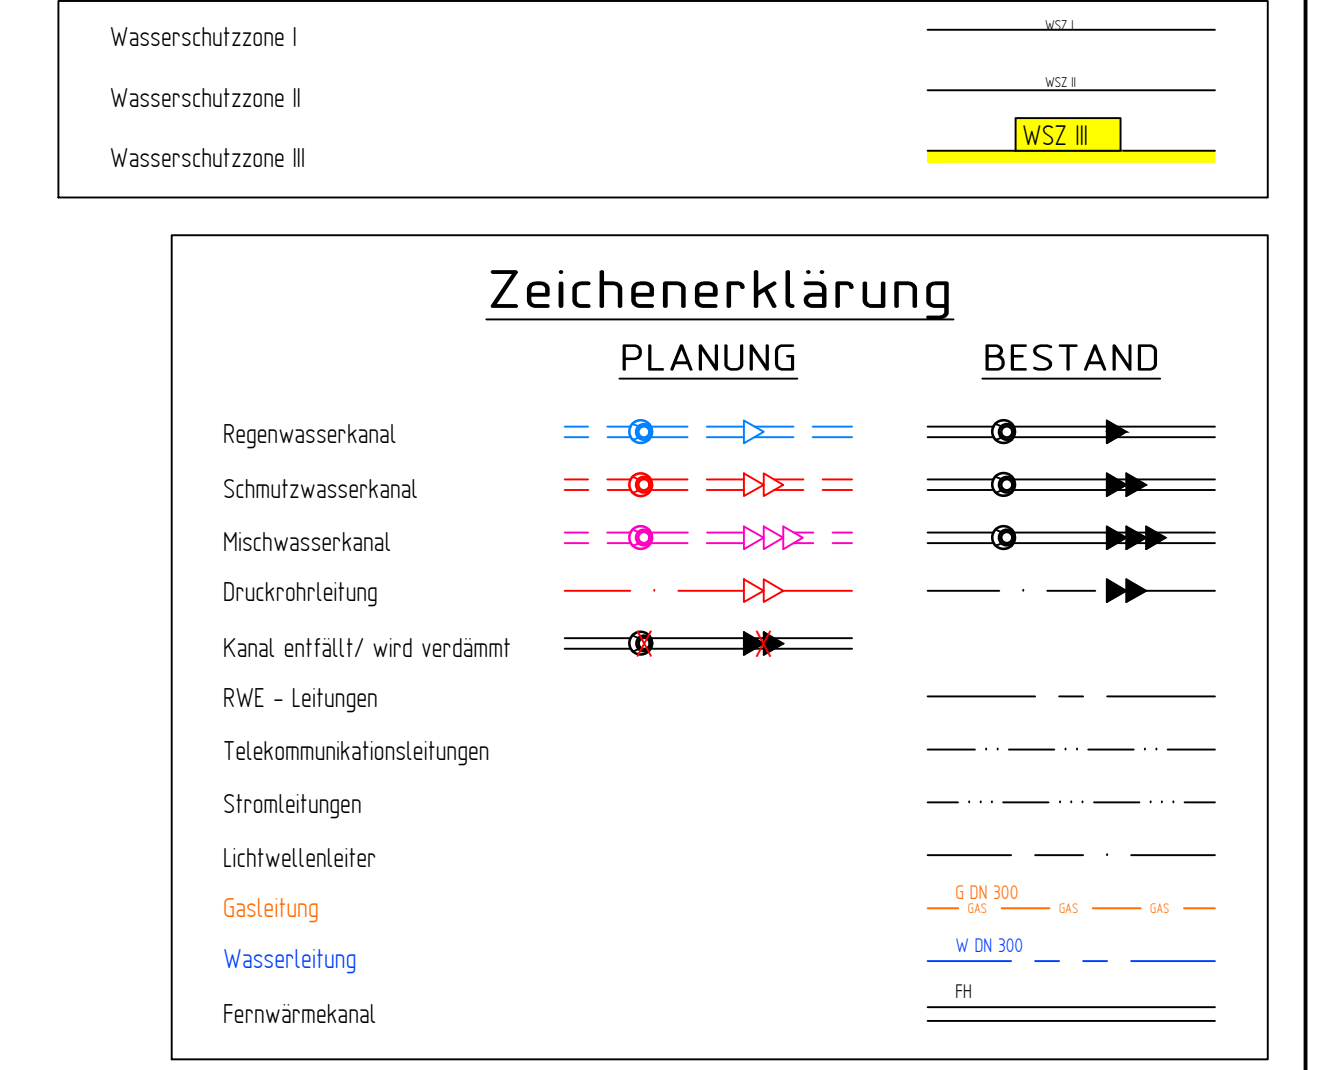 Wasserschutzzone I WSZ I
Wasserschutzzone II WSZ II
Wasserschutzzone III WSZ III
Zeichenerklärung
PLANUNG BESTAND
Regenwasserkanal
Schmutzwasserkanal
Mischwasserkanal
Druckrohrleitung
Kanal entfällt/ wird verdämmt
RWE - Leitungen
Telekommunikationsleitungen
Stromleitungen
Lichtwellenleiter
G DN 300
Gasleitung GAS GAS GAS
W DN 300
Wasserleitung
FH
Fernwärmekanal